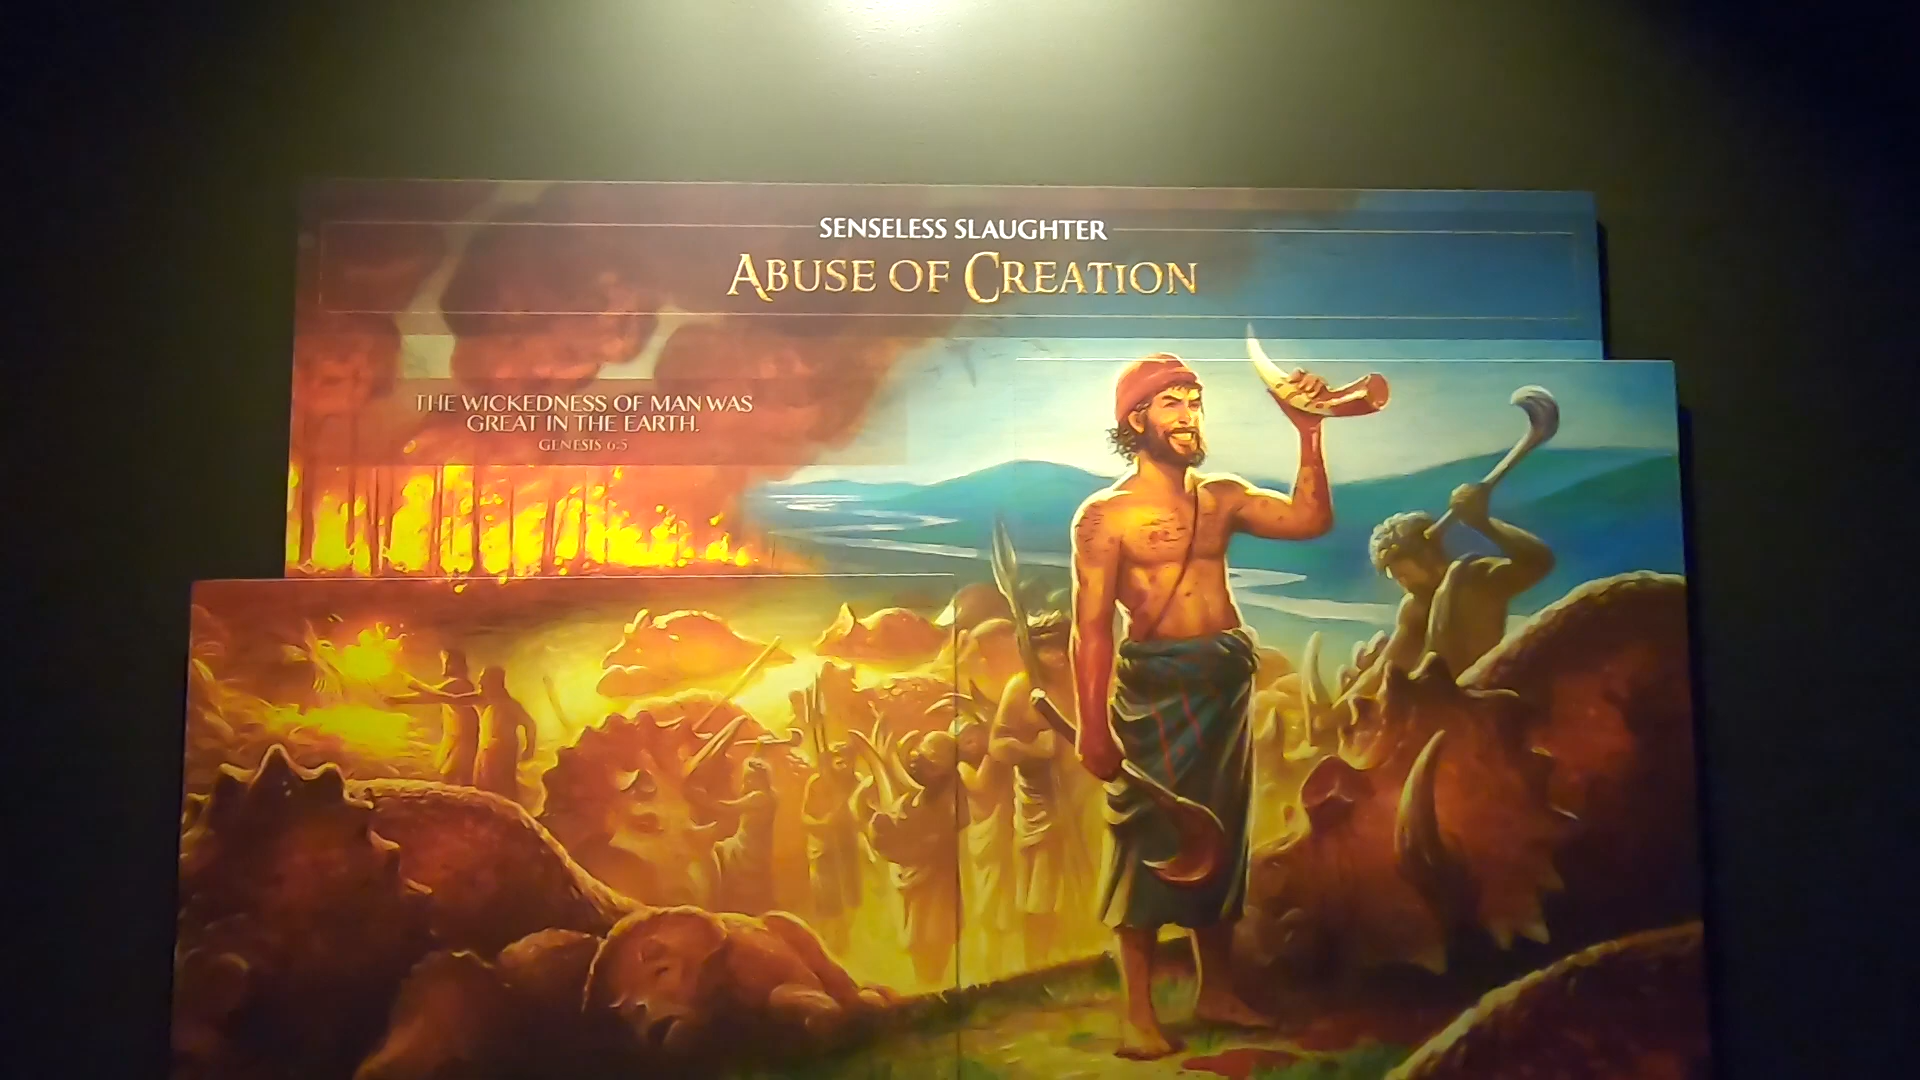 SENSELESS SLAUGHTER
ABUSE OF CREATION
THE WICKEDNESS OF MAN WAS
GREAT IN THE EARTH.
GENESIS 6:5